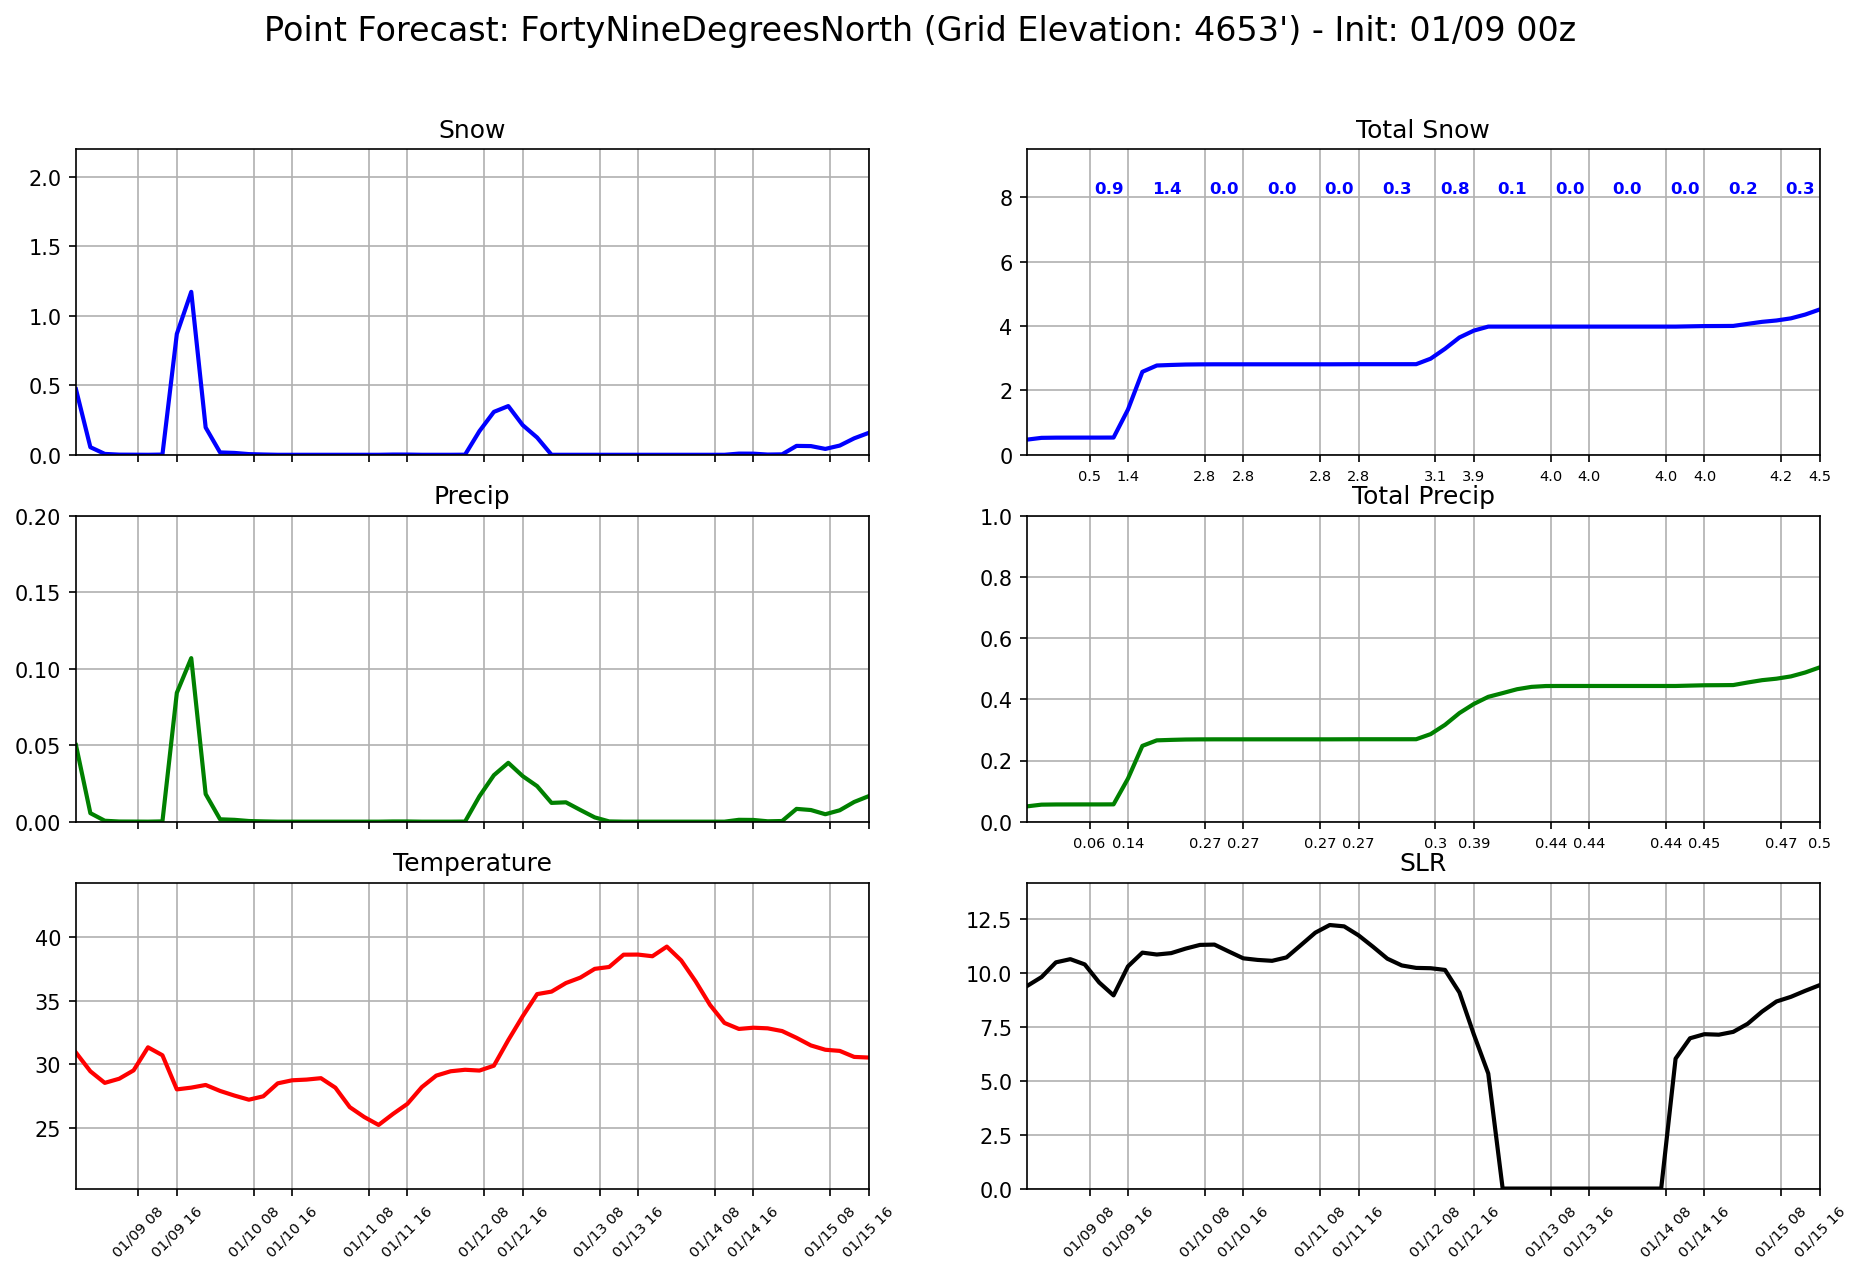 Point Forecast: FortyNineDegreesNorth (Grid Elevation: 4653') - Init: 01/09 00z
Snow
2.0
1.5
1.0
0.5
0.0
Total Snow
0.9 1.4 0.0 0.0 0.0 0.3 0.8 0.1 0.0 0.0 0.0 0.2 0.3
8
6
4
2
0
0.5 1.4 2.8 2.8 2.8 2.8 3.1 3.9 4.0 4.0 4.0 4.0 4.2 4.5
Precip
0.20
0.15
0.10
0.05
0.00
Total Precip
1.0
0.8
0.6
0.4
0.2
0.0
0.06 0.14 0.27 0.27 0.27 0.27 0.3 0.39 0.44 0.44 0.44 0.45 0.47 0.5
Temperature
40
35
30
25
01/09 08 01/09 16 01/10 08 01/10 16 01/11 08 01/11 16 01/12 08 01/12 16 01/13 08 01/13 16 01/14 08 01/14 16 01/15 08 01/15 16
SLR
12.5
10.0
7.5
5.0
2.5
0.0
01/09 08 01/09 16 01/10 08 01/10 16 01/11 08 01/11 16 01/12 08 01/12 16 01/13 08 01/13 16 01/14 08 01/14 16 01/15 08 01/15 16